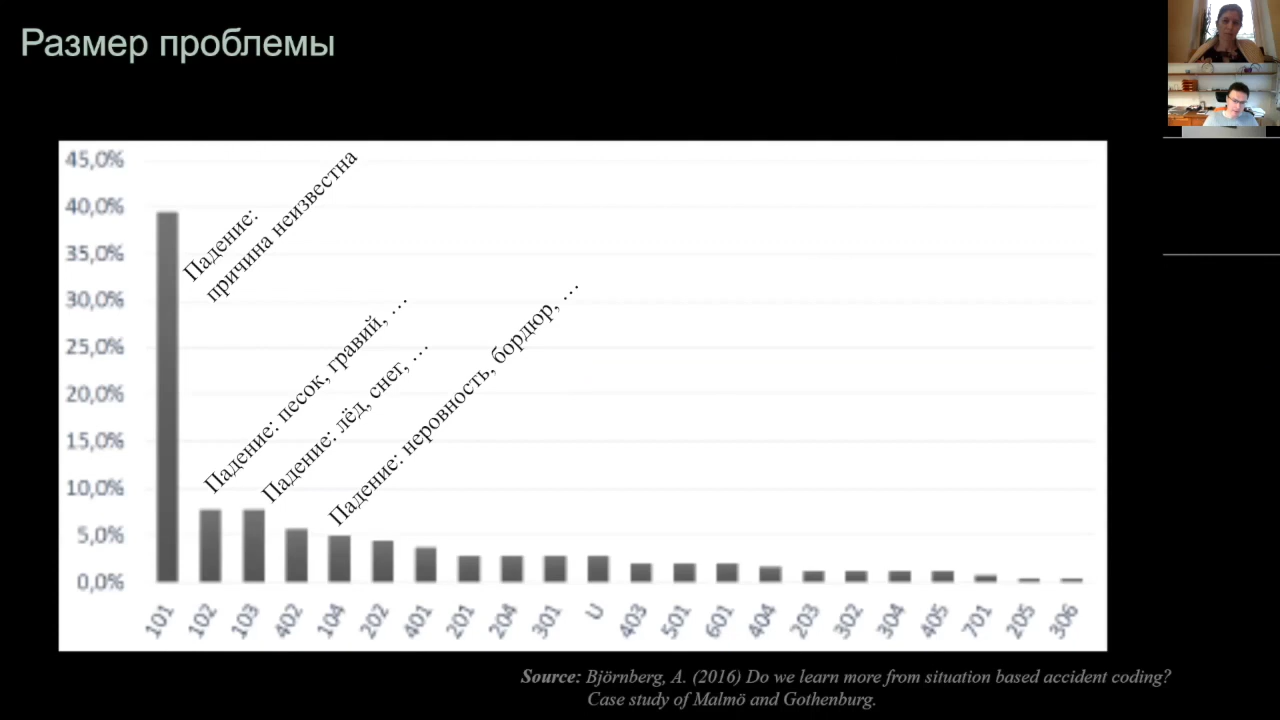 Размер проблемы
45,0%
40,0%
35,0%
30,0%
25,0%
20,0%
15,0%
10,0%
5,0%
0,0%
Падение:
причина неизвестна
Падение: песок, гравий, …
Падение: лёд, снег, …
Падение: неровность, бордюр, …
101 102 103 402 104 202 401 201 204 301 U 403 501 601 404 203 302 304 405 701 205 306
Source: Björnberg, A. (2016) Do we learn more from situation based accident coding?
Case study of Malmö and Gothenburg.